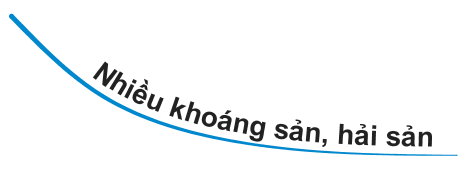 Nhiều khoáng sản, hải sản